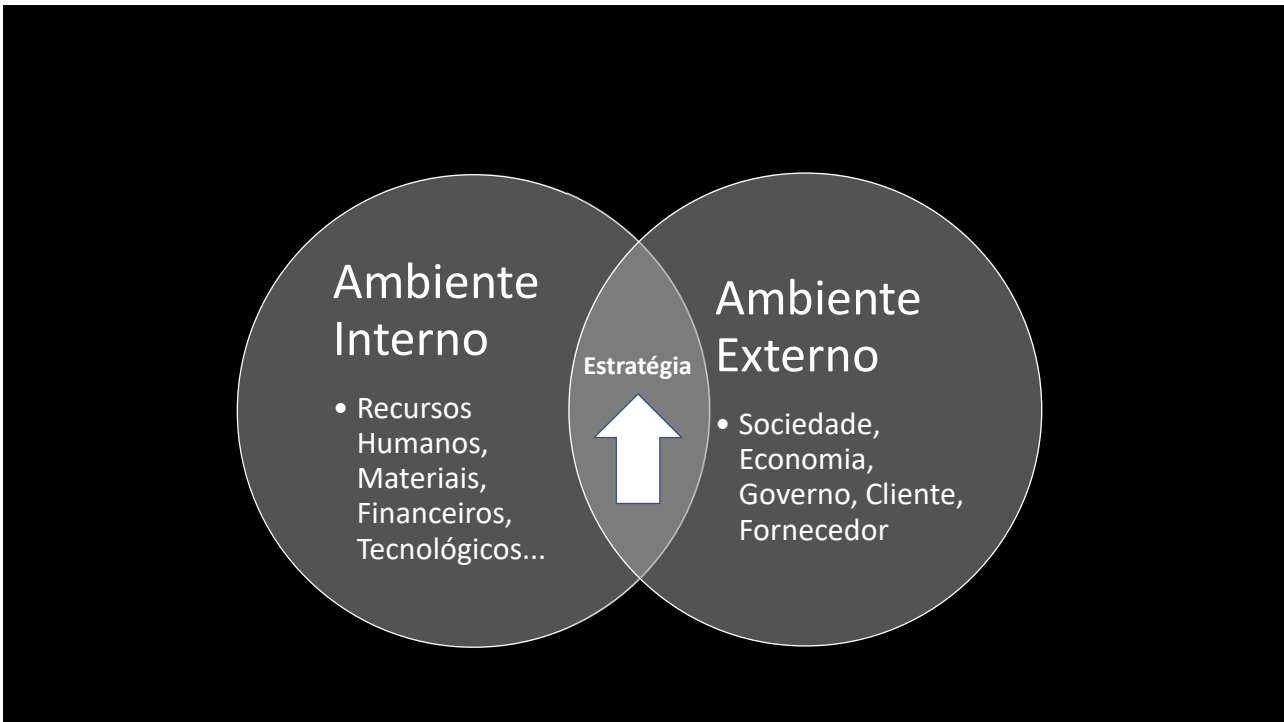 Ambiente
Interno
• Recursos
Humanos,
Materiais,
Financeiros,
Tecnológicos...
Estratégia
Ambiente
Externo
• Sociedade,
Economia,
Governo, Cliente,
Fornecedor